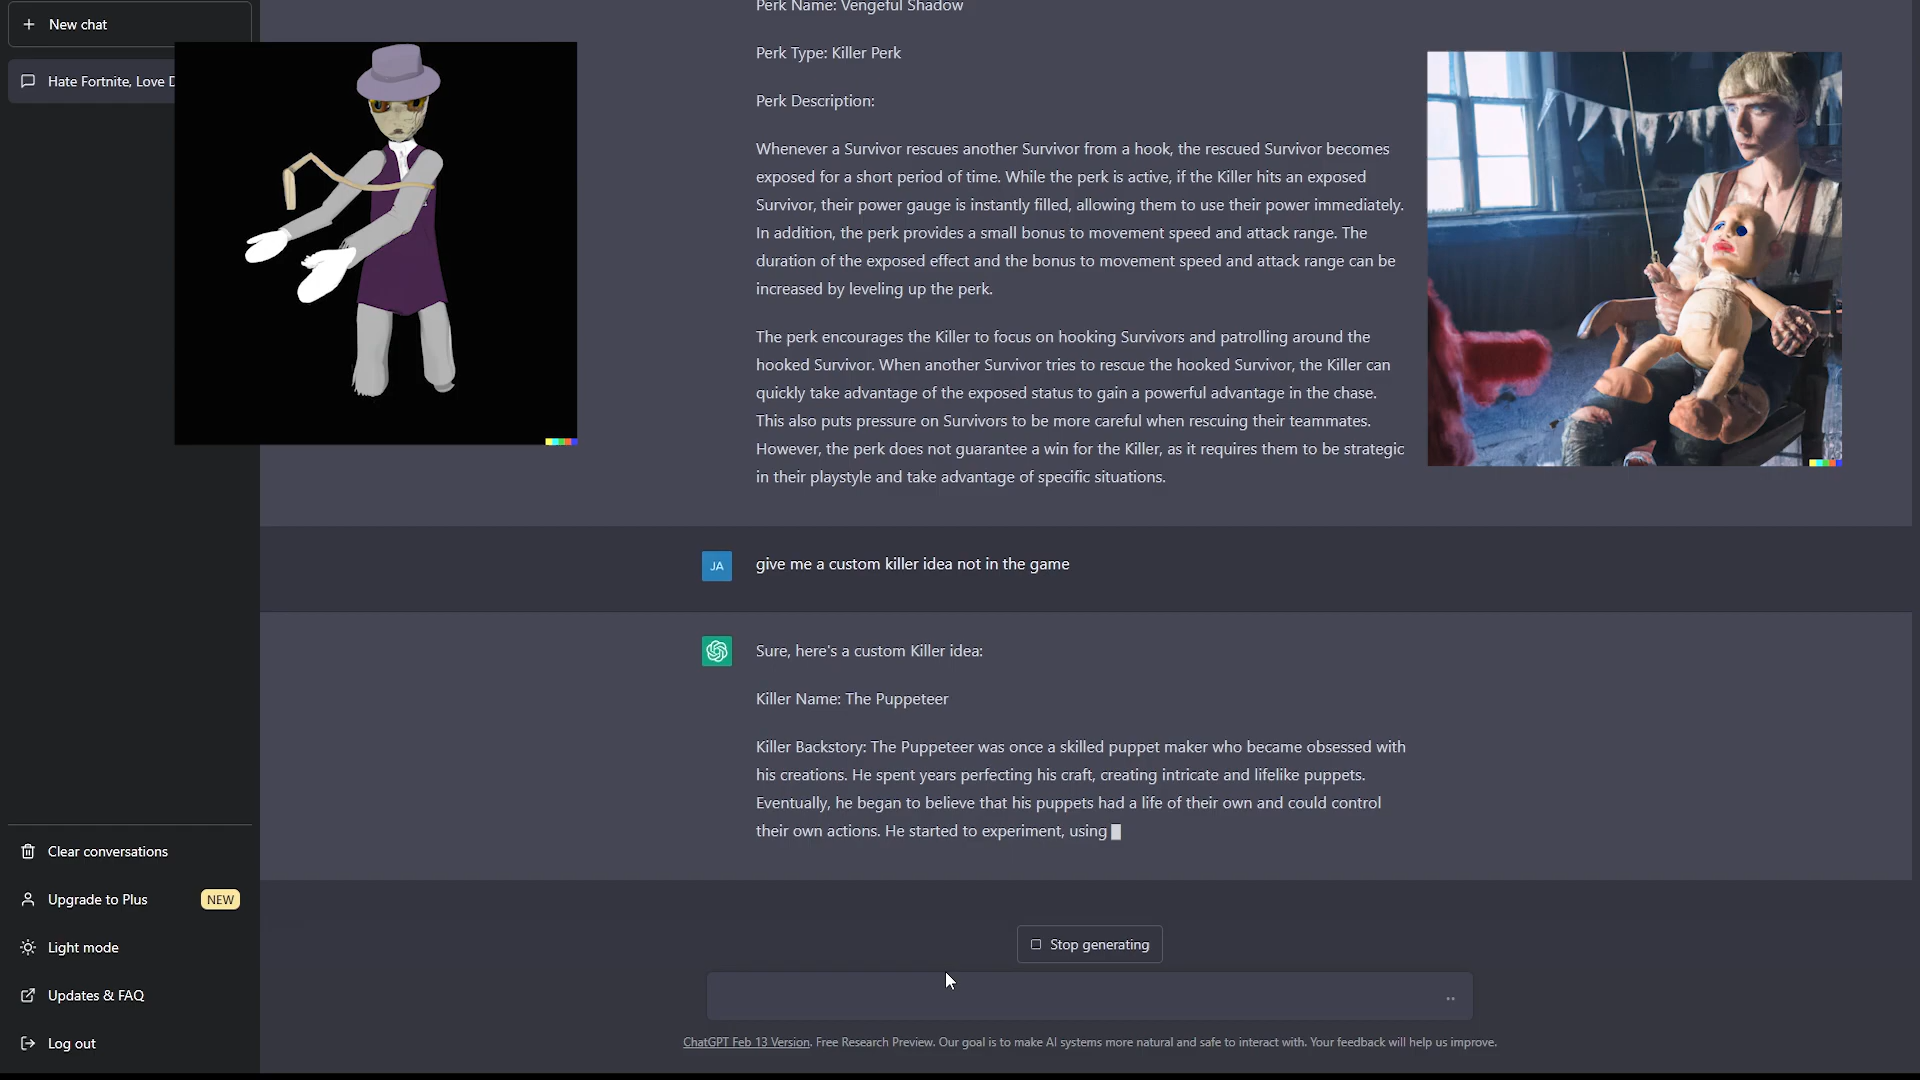 New chat
Hate Fortnite, Love D
Clear conversations
Upgrade to Plus
NEW
Light mode
Updates & FAQ
Log out
Perk Name: Vengeful Shadow
Perk Type: Killer Perk
Perk Description:
Whenever a Survivor rescues another Survivor from a hook, the rescued Survivor becomes
exposed for a short period of time. While the perk is active, if the Killer hits an exposed
Survivor, their power gauge is instantly filled, allowing them to use their power immediately.
In addition, the perk provides a small bonus to movement speed and attack range. The
duration of the exposed effect and the bonus to movement speed and attack range can be
increased by leveling up the perk.
The perk encourages the Killer to focus on hooking Survivors and patrolling around the
hooked Survivor. When another Survivor tries to rescue the hooked Survivor, the Killer can
quickly take advantage of the exposed status to gain a powerful advantage in the chase.
This also puts pressure on Survivors to be more careful when rescuing their teammates.
However, the perk does not guarantee a win for the Killer, as it requires them to be strategic
in their playstyle and take advantage of specific situations.
JA
give me a custom killer idea not in the game
Sure, here's a custom Killer idea:
Killer Name: The Puppeteer
Killer Backstory: The Puppeteer was once a skilled puppet maker who became obsessed with
his creations. He spent years perfecting his craft, creating intricate and lifelike puppets.
Eventually, he began to believe that his puppets had a life of their own and could control
their own actions. He started to experiment, using
Stop generating
ChatGPT Feb 13 Version. Free Research Preview. Our goal is to make AI systems more natural and safe to interact with. Your feedback will help us improve.